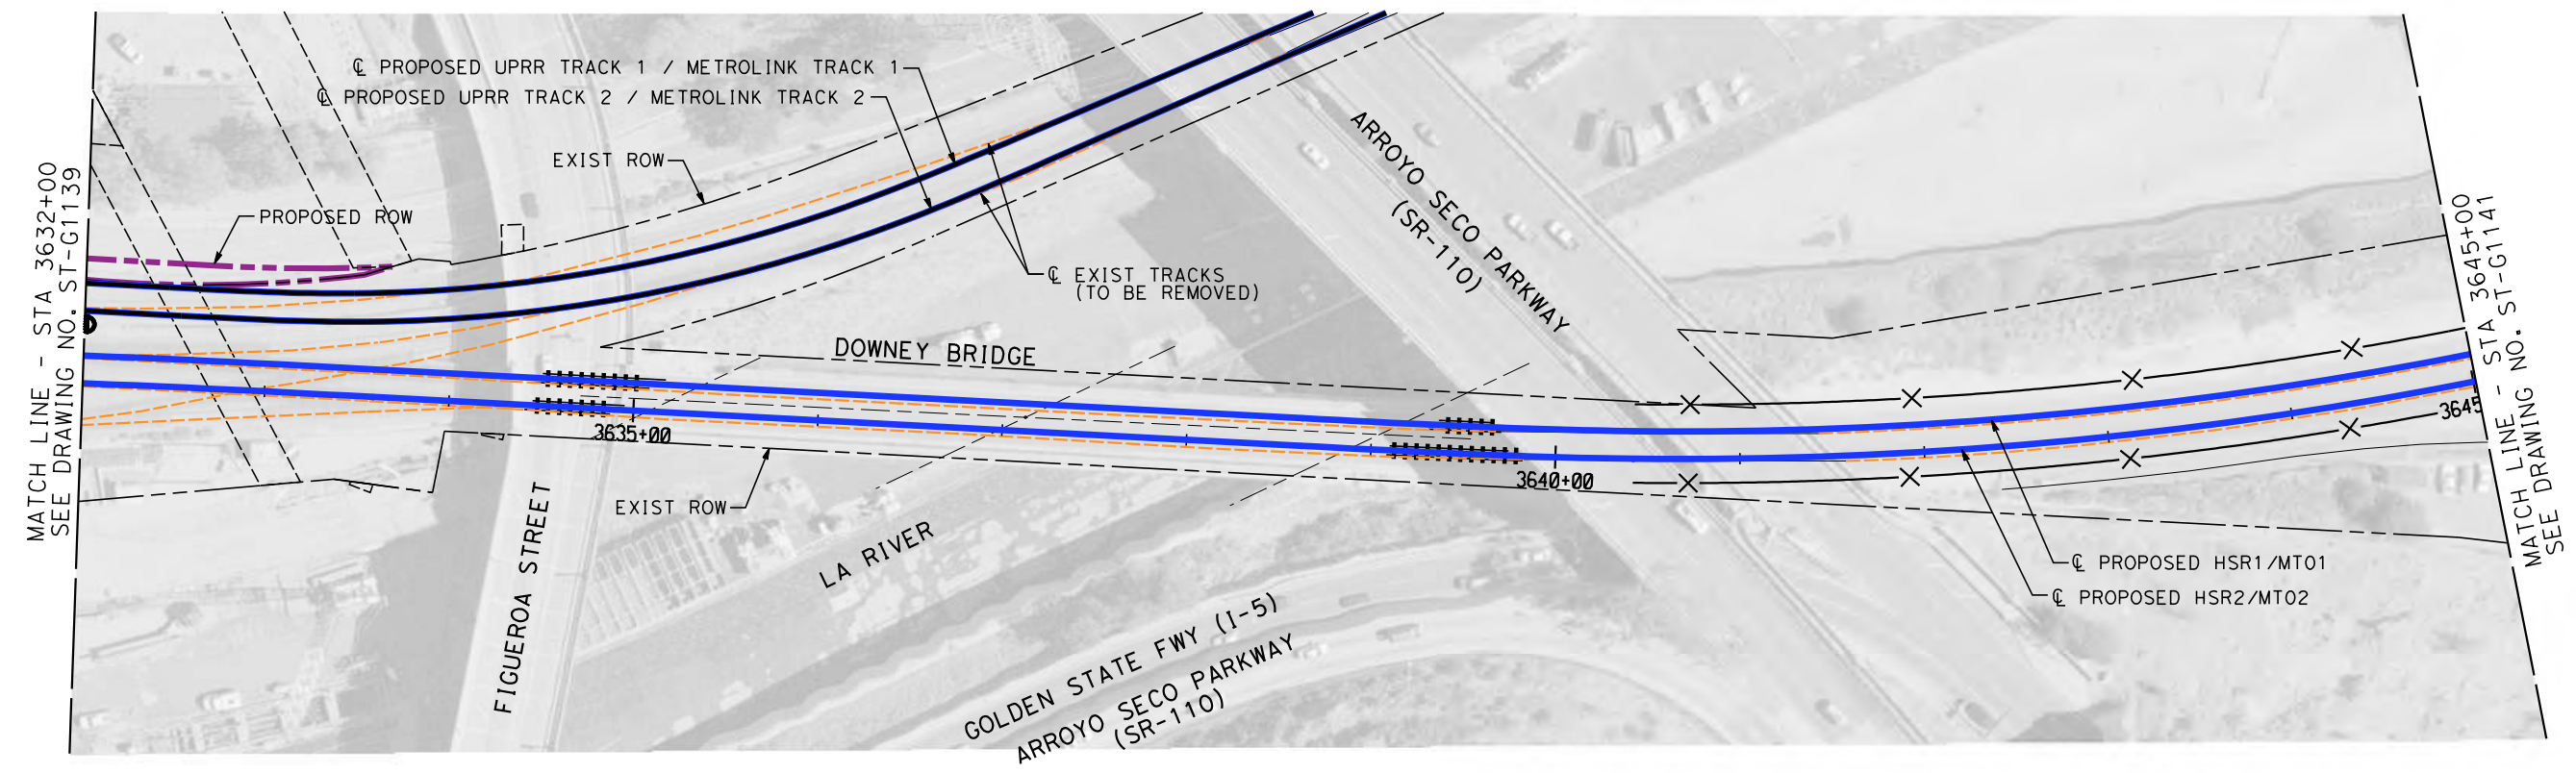 MATCH LINE - STA 3632+00
SEE DRAWING NO. ST-G1139
℄ PROPOSED UPRR TRACK 1 / METROLINK TRACK 1
℄ PROPOSED UPRR TRACK 2 / METROLINK TRACK 2
EXIST ROW
PROPOSED ROW
℄ EXIST TRACKS
(TO BE REMOVED)
ARROYO SECO PARKWAY
(SR-110)
DOWNEY BRIDGE
3635+00
EXIST ROW
FIGUEROA STREET
LA RIVER
GOLDEN STATE FWY (I-5)
ARROYO SECO PARKWAY
(SR-110)
3640+00
3645
℄ PROPOSED HSR1/MT01
℄ PROPOSED HSR2/MT02
MATCH LINE - STA 3645+00
SEE DRAWING NO. ST-G1141